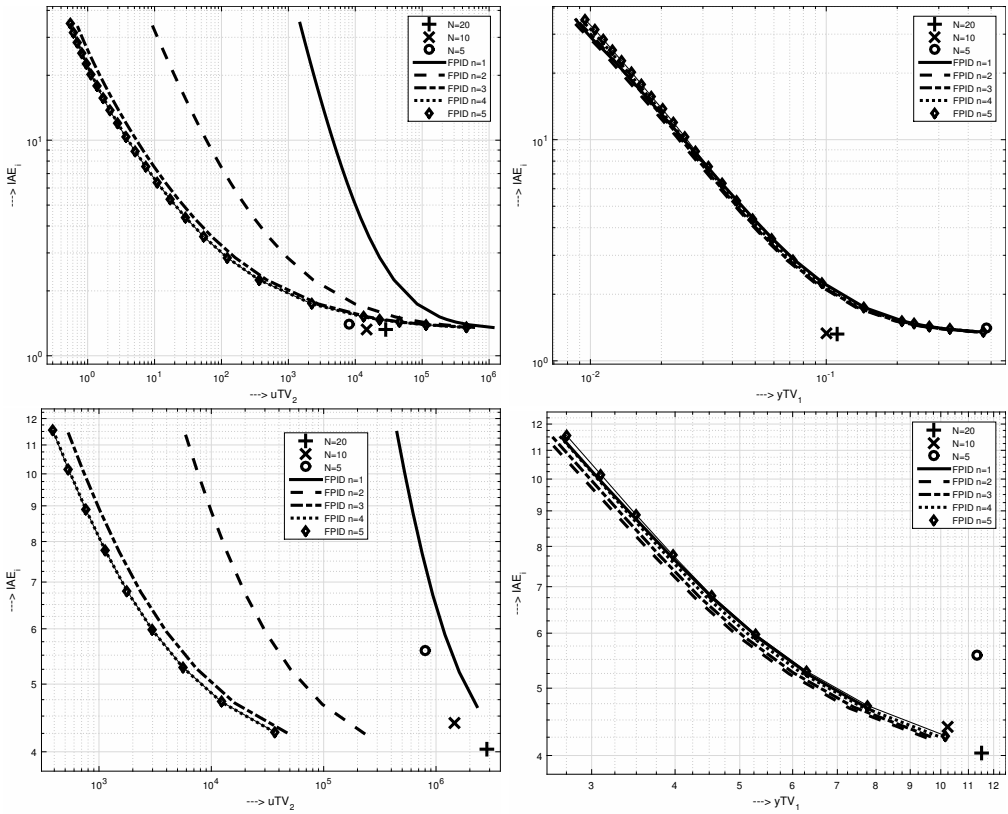 N=20
N=10
N=5
FPID n=1
FPID n=2
FPID n=3
FPID n=4
FPID n=5
10^1
10^0
---> IAE_i
10^0 10^1 10^2 10^3 10^4 10^5 10^6
---> uTV_2
N=20
N=10
N=5
FPID n=1
FPID n=2
FPID n=3
FPID n=4
FPID n=5
10^1
10^0
---> IAE_i
10^-2 10^-1
---> yTV_1
N=20
N=10
N=5
FPID n=1
FPID n=2
FPID n=3
FPID n=4
FPID n=5
12
11
10
9
8
7
6
5
4
---> IAE_i
10^3 10^4 10^5 10^6
---> uTV_2
N=20
N=10
N=5
FPID n=1
FPID n=2
FPID n=3
FPID n=4
FPID n=5
12
11
10
9
8
7
6
5
4
---> IAE_i
3 4 5 6 7 8 9 10 11 12
---> yTV_1